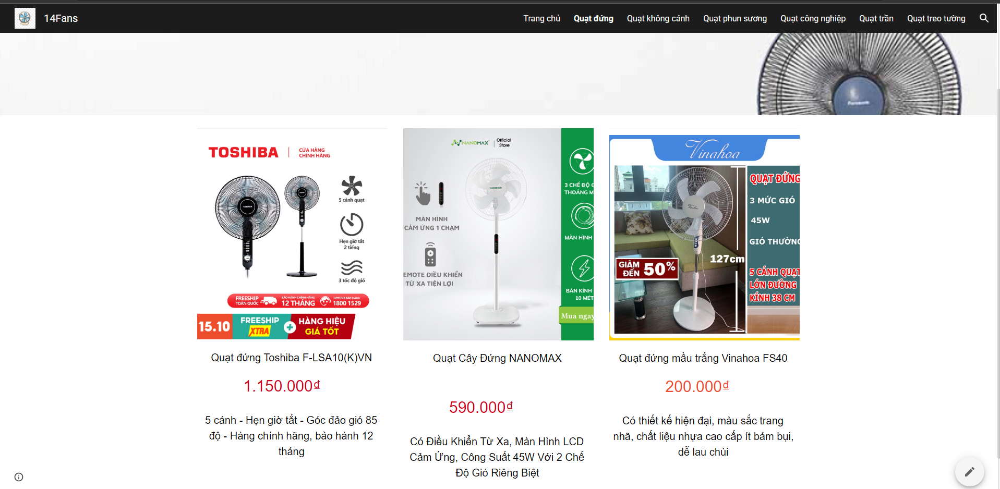 14Fans
Trang chủ
Quạt đứng
Quạt không cánh
Quạt phun sương
Quạt công nghiệp
Quạt trần
Quạt treo tường
Panasonic
TOSHIBA
CỬA HÀNG
CHÍNH HÃNG
TOSHIBA
5 cánh quạt
Hẹn giờ tắt
2 tiếng
3 tốc độ gió
FREESHIP
TOÀN QUỐC
BẢO HÀNH CHÍNH HÃNG
12 THÁNG
HOTLINE BẢO HÀNH
1800 1529
15.10
FREESHIP
XTRA
HÀNG HIỆU
GIÁ TỐT
Quạt đứng Toshiba F-LSA10(K)VN
1.150.000₫
5 cánh - Hẹn giờ tắt - Góc đảo gió 85
độ - Hàng chính hãng, bảo hành 12
tháng
NANOMAX
Official
Store
NANOMAX
MÀN HÌNH
CẢM ỨNG 1 CHẠM
EMOTE ĐIỀU KHIỂN
TỪ XA TIỆN LỢI
3 CHẾ ĐỘ G
THOÁNG M
MÀN HÌNH
BÁN KÍNH
10 MÉT
Mua ngay
Quạt Cây Đứng NANOMAX
590.000₫
Có Điều Khiển Từ Xa, Màn Hình LCD
Cảm Ứng, Công Suất 45W Với 2 Chế
Độ Gió Riêng Biệt
Vinahoa
Vinahoa
QUẠT ĐỨNG
3 MỨC GIÓ
45W
GIÓ THƯỜNG
127cm
GIẢM
ĐẾN 50%
5 CÁNH QUẠT
LỚN ĐƯỜNG
KÍNH 38 CM
Quạt đứng mầu trắng Vinahoa FS40
200.000₫
Có thiết kế hiện đại, màu sắc trang
nhã, chất liệu nhựa cao cấp ít bám bụi,
dễ lau chùi